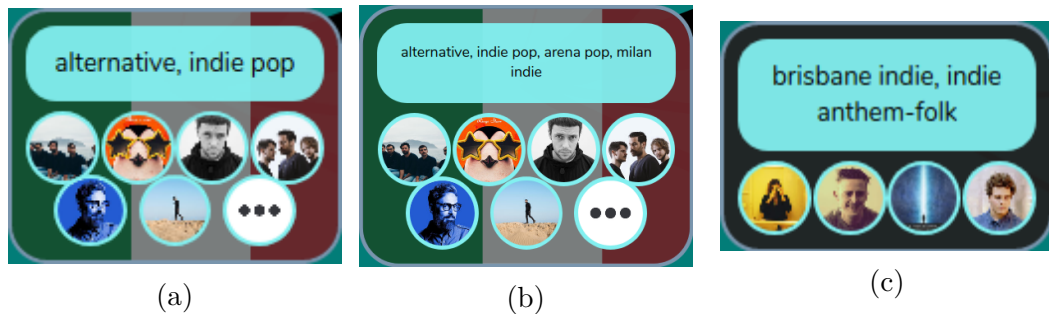 alternative, indie pop
alternative, indie pop, arena pop, milan
indie
brisbane indie, indie
anthem-folk
(a)
(b)
(c)